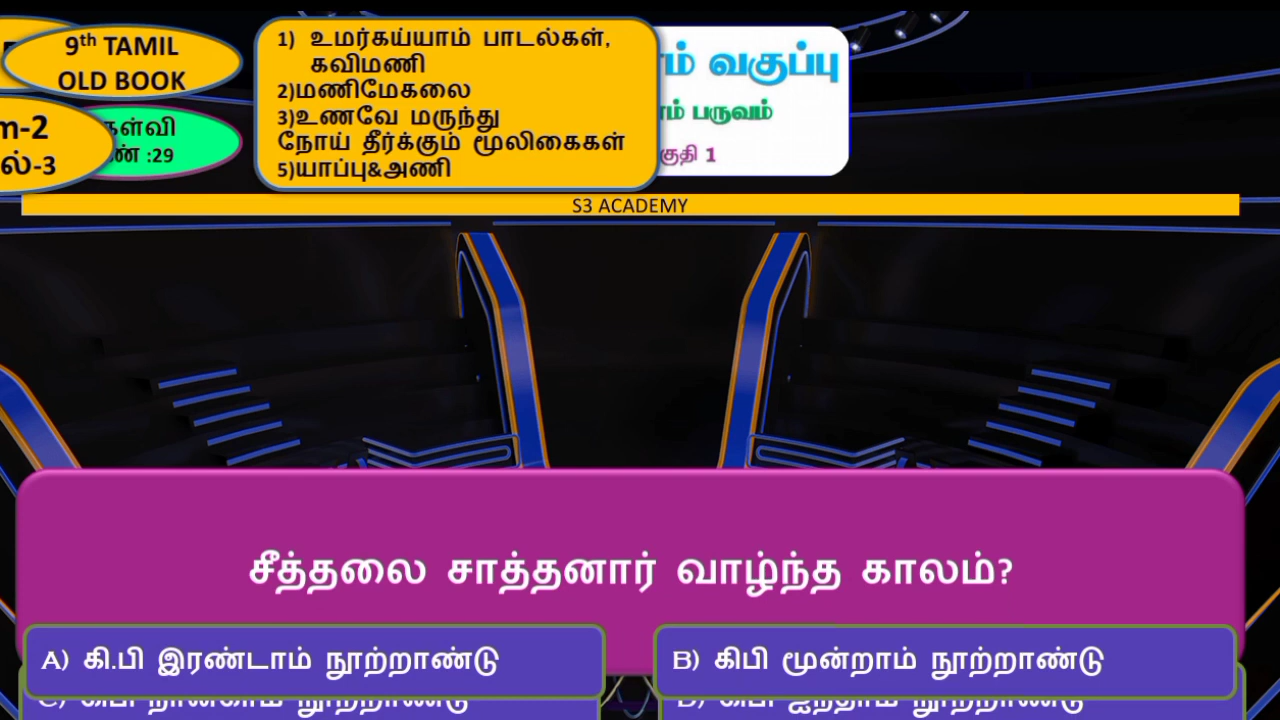 9th TAMIL
OLD BOOK
m-2
ல்-3
:29
1) உமர்கய்யாம் பாடல்கள்,
கவிமணி
2)மணிமேகலை
3)உணவே மருந்து
நோய் தீர்க்கும் மூலிகைகள்
5)யாப்பு&அணி
ம் வகுப்பு
ாம் பருவம்
குதி 1
S3 ACADEMY
சீத்தலை சாத்தனார் வாழ்ந்த காலம்?
A) கி.பி இரண்டாம் நூற்றாண்டு
B) கிபி மூன்றாம் நூற்றாண்டு